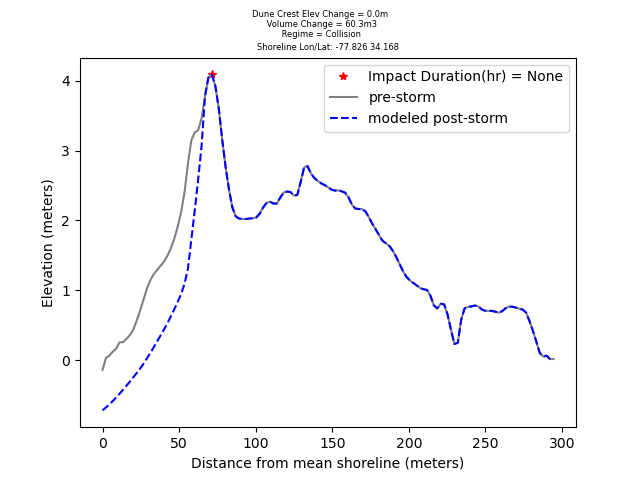 Dune Crest Elev Change = 0.0m
Volume Change = 60.3m3
Regime = Collision
Shoreline Lon/Lat: -77.826 34.168
Impact Duration(hr) = None
pre-storm
modeled post-storm
Elevation (meters)
4
3
2
1
0
0 50 100 150 200 250 300
Distance from mean shoreline (meters)